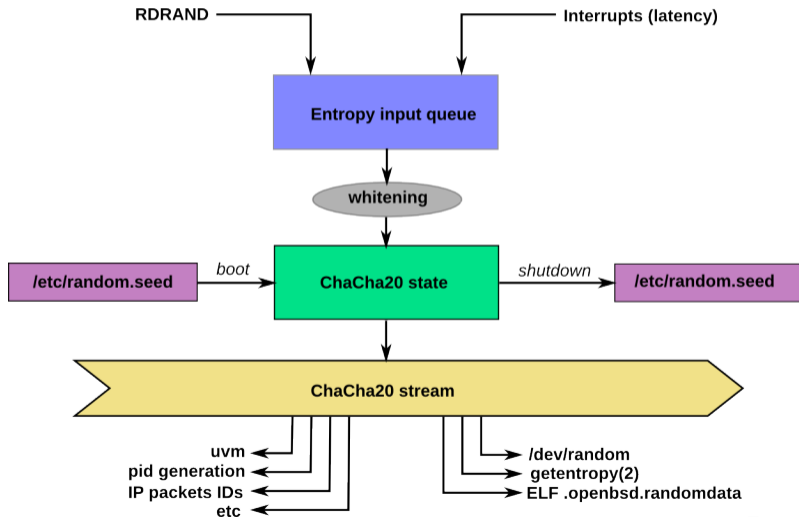 RDRAND
Interrupts (latency)
Entropy input queue
whitening
/etc/random.seed
boot
ChaCha20 state
shutdown
/etc/random.seed
ChaCha20 stream
uvm
pid generation
IP packets IDs
etc
/dev/random
getentropy(2)
ELF .openbsd.randomdata